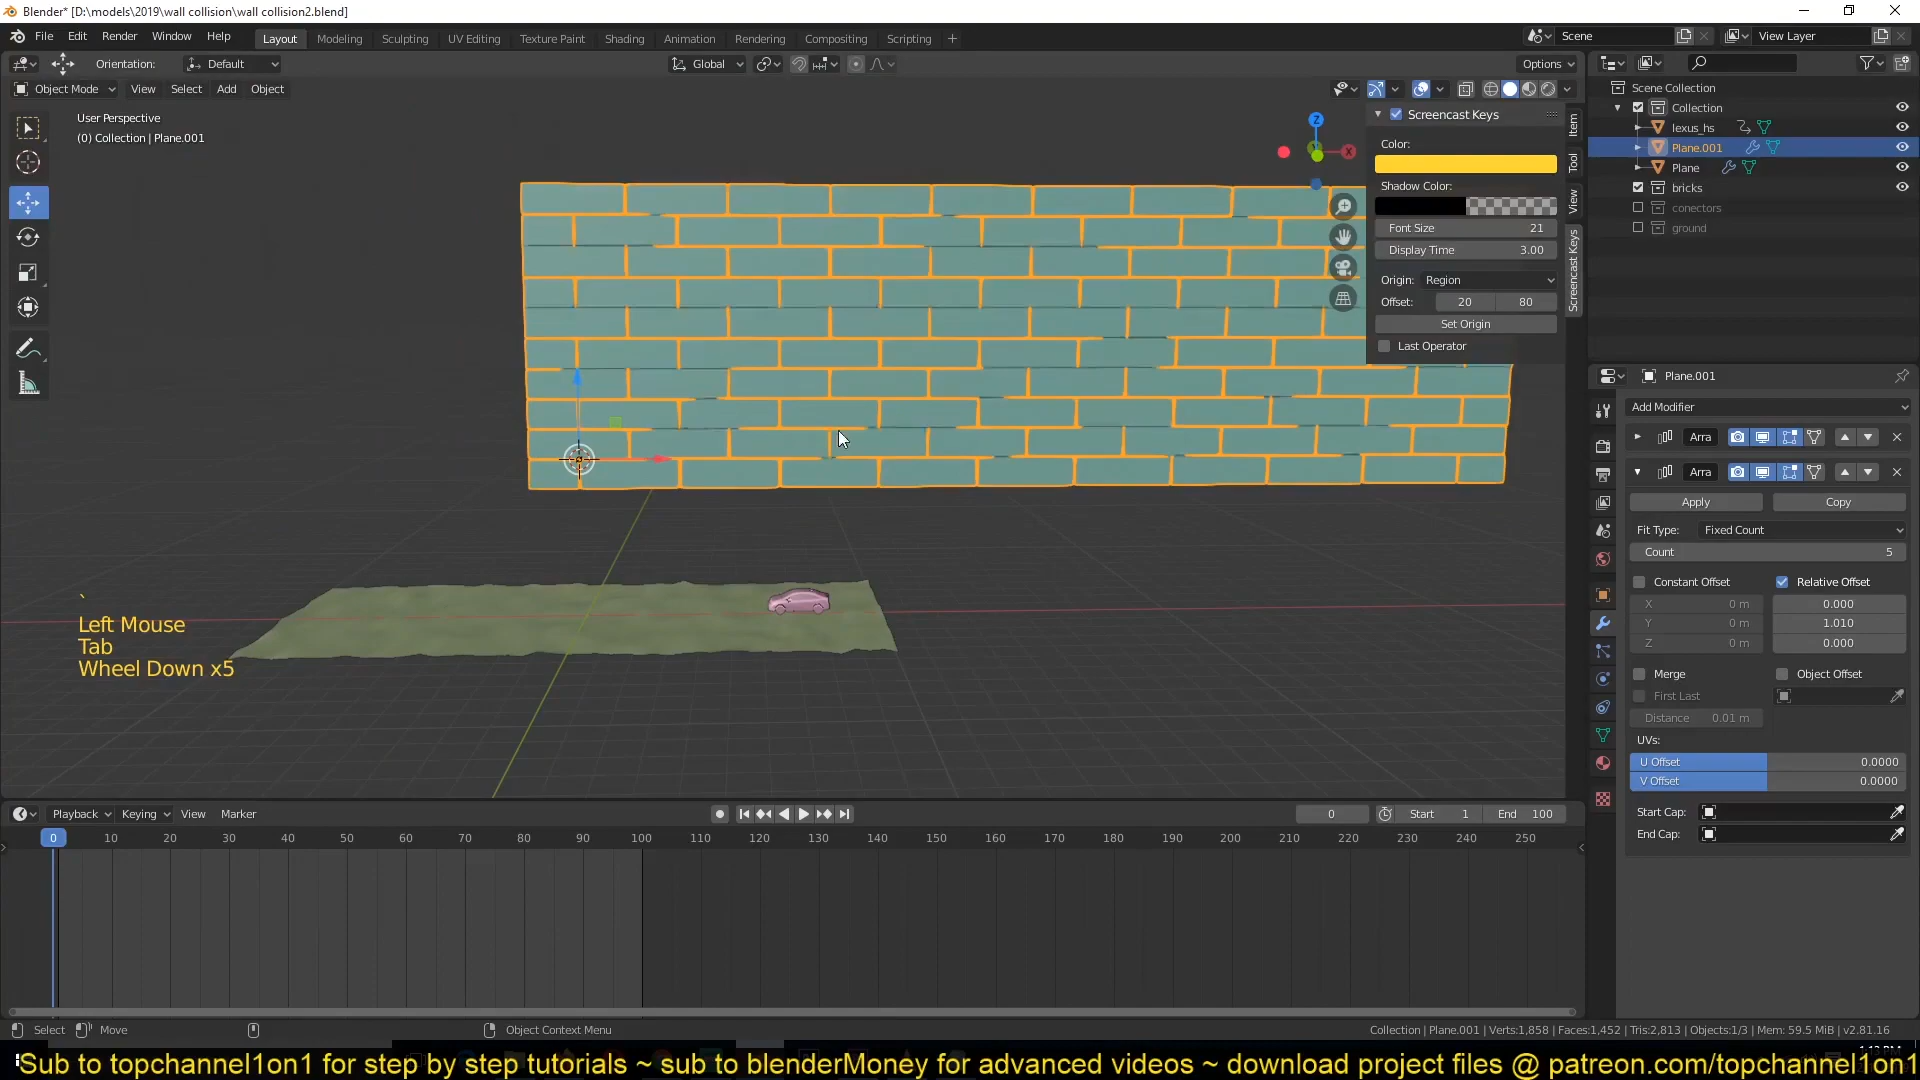 Blender* [D:\models\2019\wall collision\wall collision2.blend]
File Edit Render Window Help Layout Modeling Sculpting UV Editing Texture Paint Shading Animation Rendering Compositing Scripting + Scene View Layer
Orientation: Default Global Options
Object Mode View Select Add Object
User Perspective
(0) Collection | Plane.001
Z
X
Screencast Keys
Color:
Shadow Color:
Font Size 21
Display Time 3.00
Origin: Region
Offset: 20 80
Set Origin
Last Operator
Item
Tool
View
Screencast Keys
Scene Collection
Collection
lexus_hs
Plane.001
Plane
bricks
conectors
ground
Plane.001
Add Modifier
Arra
Arra
Apply Copy
Fit Type: Fixed Count
Count 5
Constant Offset Relative Offset
X 0 m 0.000
Y 0 m 1.010
Z 0 m 0.000
Merge Object Offset
First Last
Distance 0.01 m
UVs:
U Offset 0.0000
V Offset 0.0000
Start Cap:
End Cap:
`
Left Mouse
Tab
Wheel Down x5
Playback Keying View Marker 0 Start 1 End 100
0 10 20 30 40 50 60 70 80 90 100 110 120 130 140 150 160 170 180 190 200 210 220 230 240 250
Select Move Object Context Menu Collection | Plane.001 | Verts:1,858 | Faces:1,452 | Tris:2,813 | Objects:1/3 | Mem: 59.5 MiB | v2.81.16
Sub to topchannel1on1 for step by step tutorials ~ sub to blenderMoney for advanced videos ~ download project files @ patreon.com/topchannel1on1